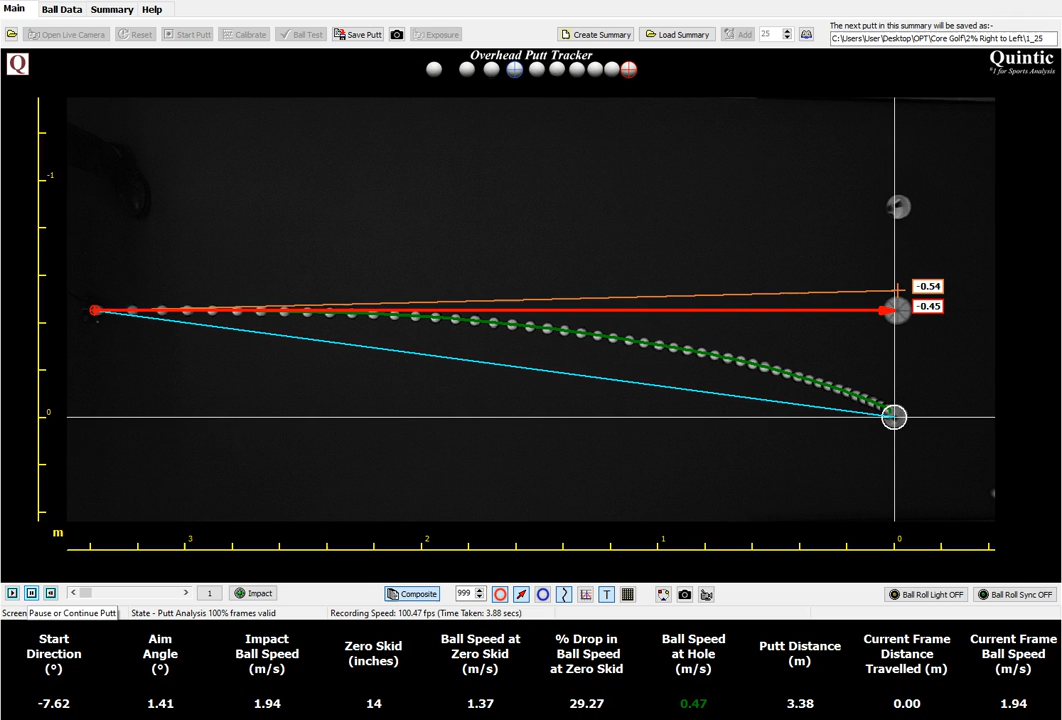 Main Ball Data Summary Help
Open Live Camera Reset Start Putt Calibrate Ball Test Save Putt Exposure Create Summary Load Summary Add 25
The next putt in this summary will be saved as:-
C:\Users\User\Desktop\OPT\Core Golf\2% Right to Left\1_25
Q
Overhead Putt Tracker
Quintic
#1 for Sports Analysis
-1
-0.54
-0.45
0
m
3 2 1 0
1 Impact Composite 999 T Ball Roll Light OFF Ball Roll Sync OFF
Screen Pause or Continue Putt State - Putt Analysis 100% frames valid Recording Speed: 100.47 fps (Time Taken: 3.88 secs)
Start Direction (°)
Aim Angle (°)
Impact Ball Speed (m/s)
Zero Skid (inches)
Ball Speed at Zero Skid (m/s)
% Drop in Ball Speed at Zero Skid
Ball Speed at Hole (m/s)
Putt Distance (m)
Current Frame Distance Travelled (m)
Current Frame Ball Speed (m/s)
-7.62 1.41 1.94 14 1.37 29.27 0.47 3.38 0.00 1.94